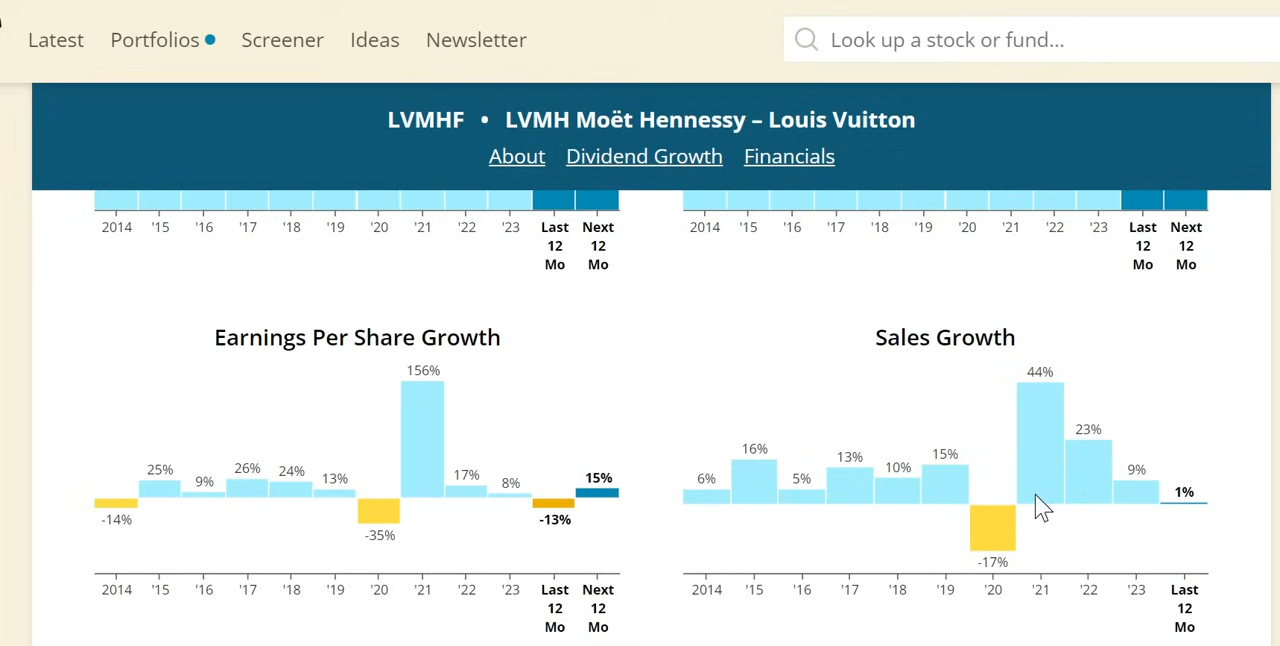 Latest Portfolios Screener Ideas Newsletter
Look up a stock or fund...
LVMHF • LVMH Moët Hennessy – Louis Vuitton
About Dividend Growth Financials
2014 '15 '16 '17 '18 '19 '20 '21 '22 '23 Last Next
12 12
Mo Mo
2014 '15 '16 '17 '18 '19 '20 '21 '22 '23 Last Next
12 12
Mo Mo
Earnings Per Share Growth
-14% 25% 9% 26% 24% 13% -35% 156% 17% 8% -13% 15%
2014 '15 '16 '17 '18 '19 '20 '21 '22 '23 Last Next
12 12
Mo Mo
Sales Growth
6% 16% 5% 13% 10% 15% -17% 44% 23% 9% 1%
2014 '15 '16 '17 '18 '19 '20 '21 '22 '23 Last
12
Mo